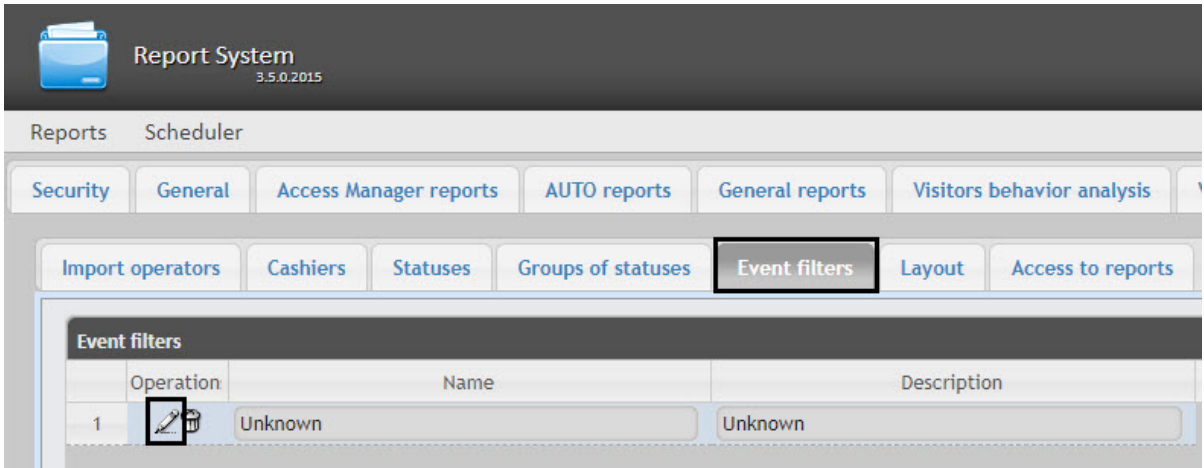 Report System
3.5.0.2015
Reports Scheduler
Security General Access Manager reports AUTO reports General reports Visitors behavior analysis
Import operators Cashiers Statuses Groups of statuses Event filters Layout Access to reports
Event filters
Operation Name Description
1 Unknown Unknown